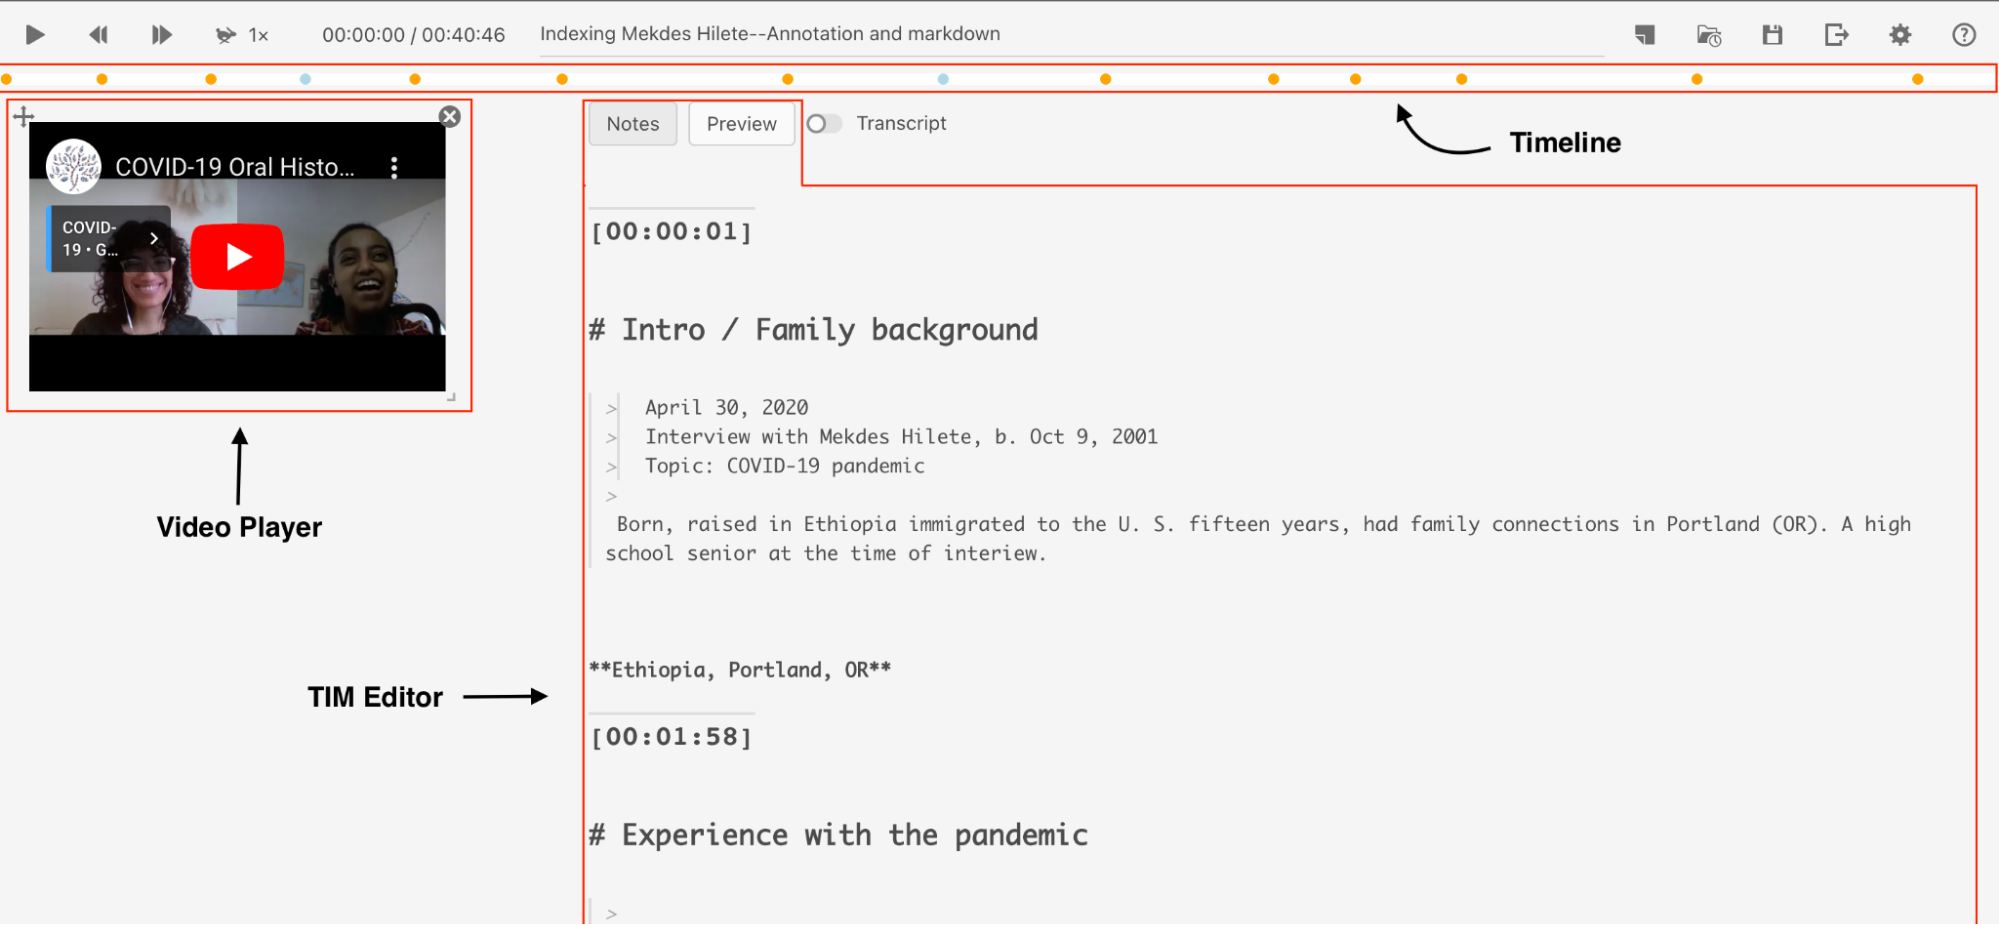 1×
00:00:00 / 00:40:46
Indexing Mekdes Hilete--Annotation and markdown
Timeline
COVID-19 Oral Histo...
COVID-
19 • G...
Video Player
Notes
Preview
Transcript
[00:00:01]
# Intro / Family background
> April 30, 2020
> Interview with Mekdes Hilete, b. Oct 9, 2001
> Topic: COVID-19 pandemic
>
Born, raised in Ethiopia immigrated to the U. S. fifteen years, had family connections in Portland (OR). A high
school senior at the time of interiew.
**Ethiopia, Portland, OR**
TIM Editor
[00:01:58]
# Experience with the pandemic
>